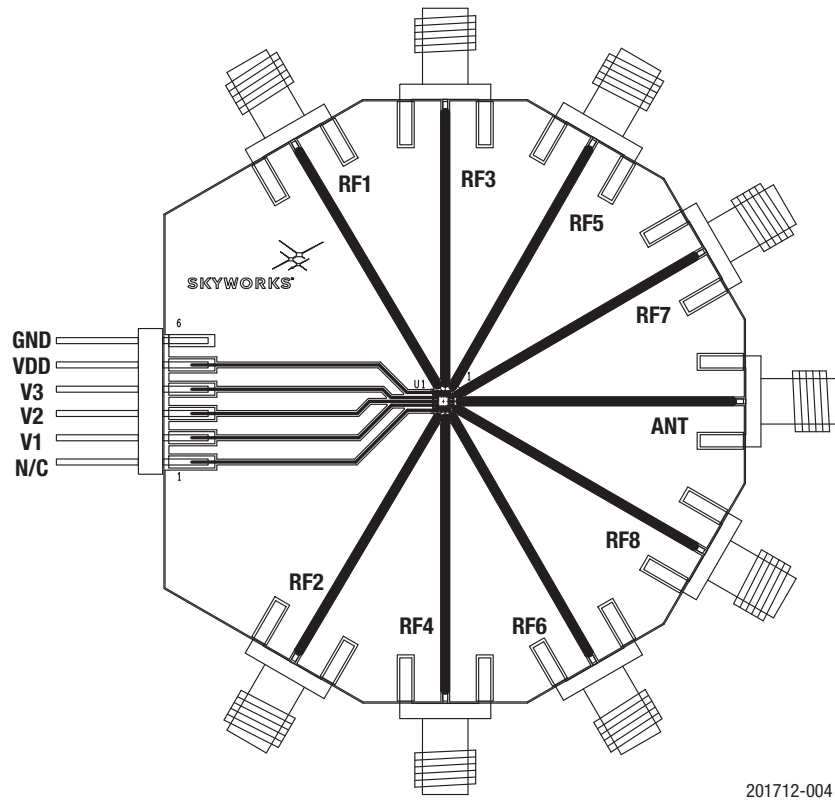 RF1
RF3
RF5
RF7
SKYWORKS
6
GND
VDD
V3
V2
V1
N/C
1
U1
1
ANT
RF8
RF2
RF4
RF6
201712-004